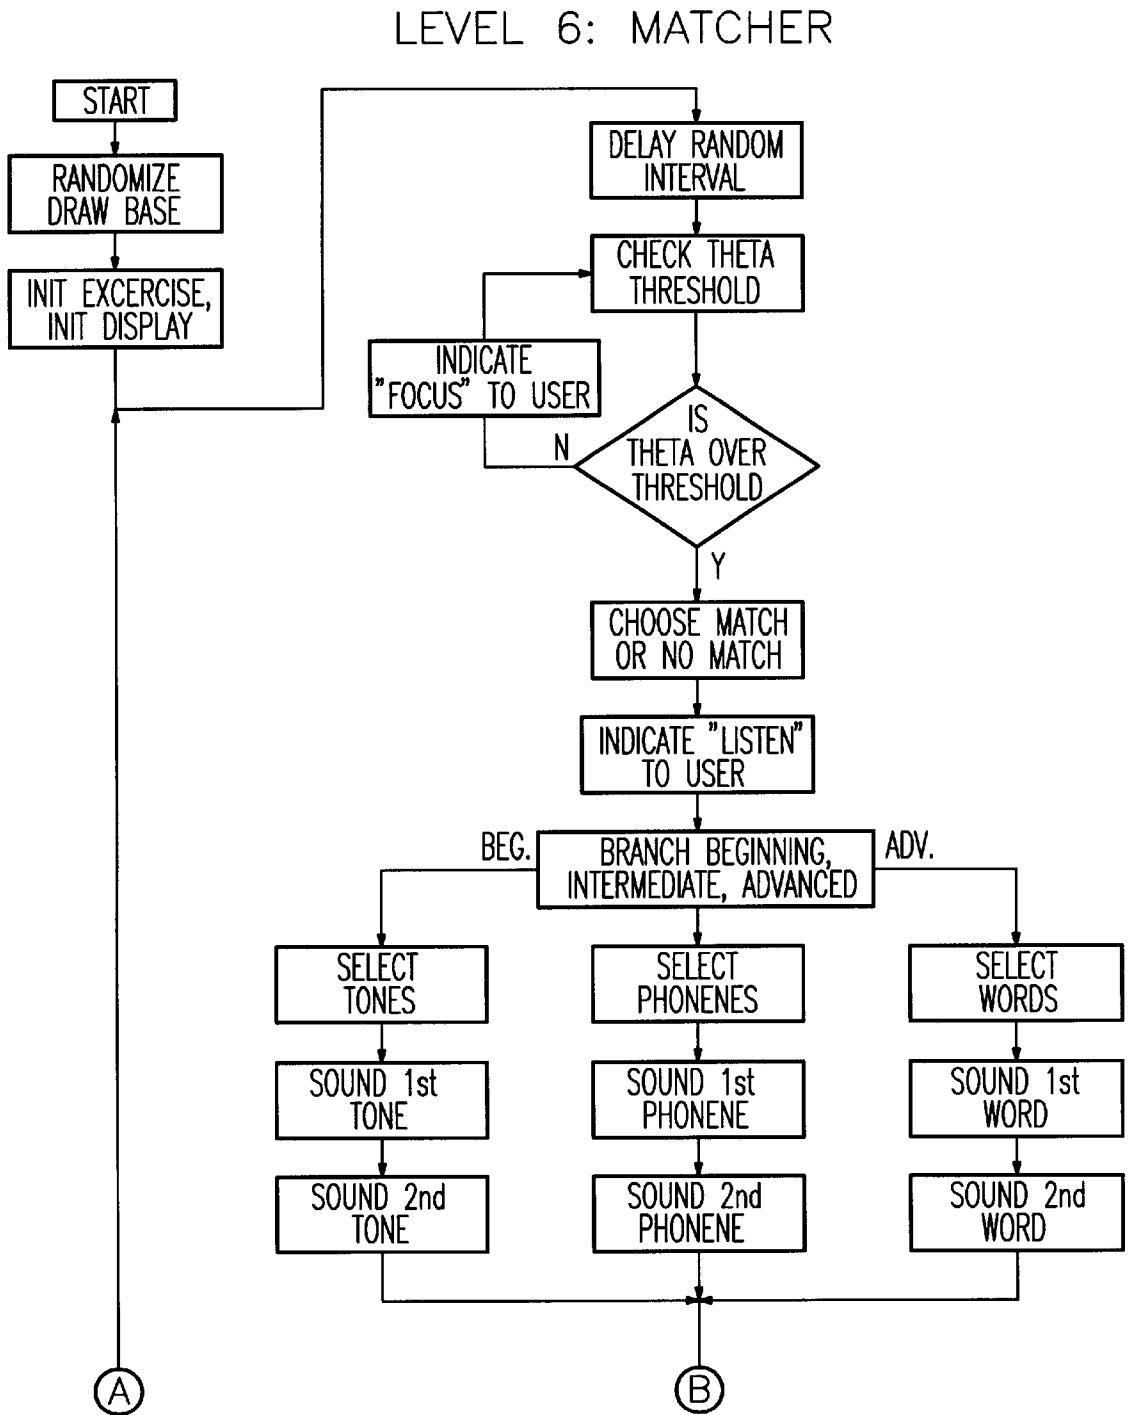 LEVEL 6: MATCHER
START
RANDOMIZE
DRAW BASE
INIT EXCERCISE,
INIT DISPLAY
DELAY RANDOM
INTERVAL
CHECK THETA
THRESHOLD
INDICATE
"FOCUS" TO USER
IS
THETA OVER
THRESHOLD
N
Y
CHOOSE MATCH
OR NO MATCH
INDICATE "LISTEN"
TO USER
BEG.
BRANCH BEGINNING,
INTERMEDIATE, ADVANCED
ADV.
SELECT
TONES
SOUND 1st
TONE
SOUND 2nd
TONE
SELECT
PHONENES
SOUND 1st
PHONENE
SOUND 2nd
PHONENE
SELECT
WORDS
SOUND 1st
WORD
SOUND 2nd
WORD
A
B